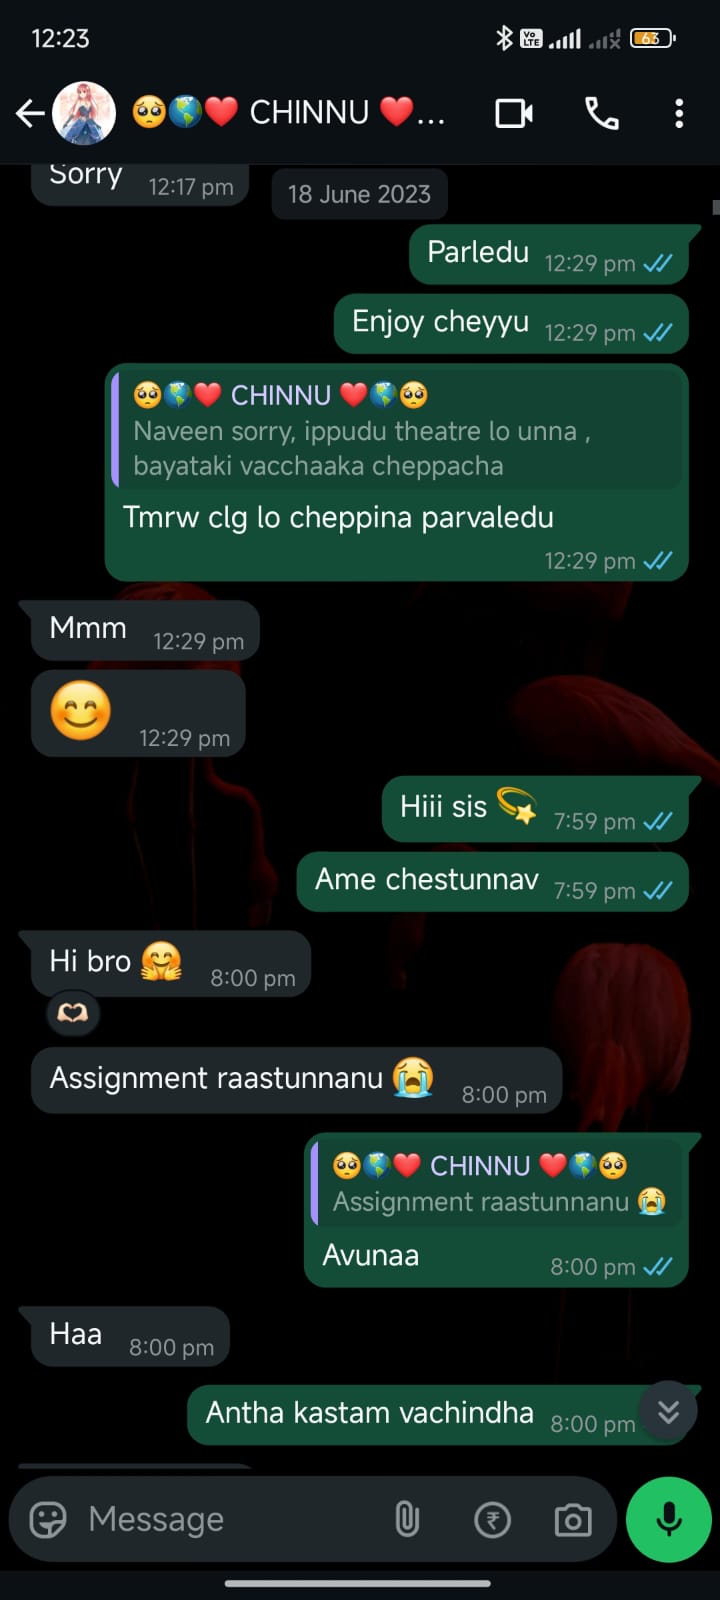 12:23
Vo
LTE
63
🥺🌎❤️ CHINNU ❤️...
Sorry 12:17 pm
18 June 2023
Parledu 12:29 pm
Enjoy cheyyu 12:29 pm
🥺🌎❤️ CHINNU ❤️🌎🥺
Naveen sorry, ippudu theatre lo unna ,
bayataki vacchaaka cheppacha
Tmrw clg lo cheppina parvaledu
12:29 pm
Mmm 12:29 pm
😊 12:29 pm
Hiii sis 💫 7:59 pm
Ame chestunnav 7:59 pm
Hi bro 🤗 8:00 pm
🫶🏻
Assignment raastunnanu 😭 8:00 pm
🥺🌎❤️ CHINNU ❤️🌎🥺
Assignment raastunnanu 😭
Avunaa 8:00 pm
Haa 8:00 pm
Antha kastam vachindha 8:00 pm
Message
₹